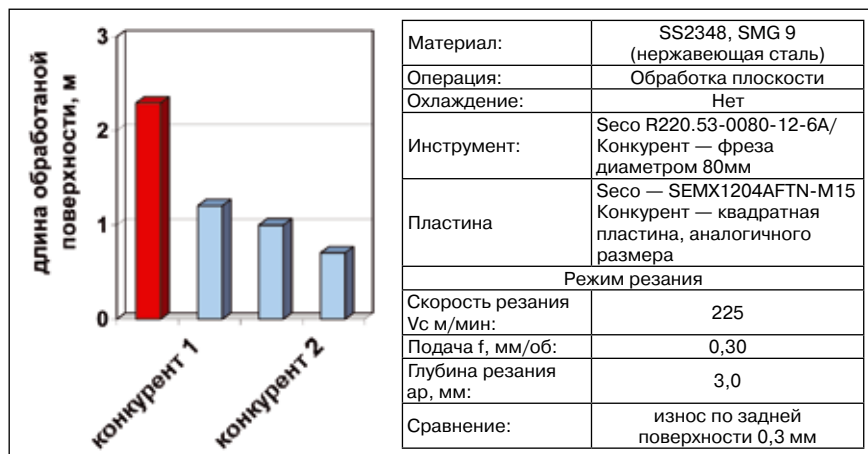 длина обработаной
поверхности, м
3
2
1
0
конкурент 1
конкурент 2
Материал:
SS2348, SMG 9
(нержавеющая сталь)
Операция:
Обработка плоскости
Охлаждение:
Нет
Инструмент:
Seco R220.53-0080-12-6A/
Конкурент — фреза
диаметром 80мм
Пластина
Seco — SEMX1204AFTN-M15
Конкурент — квадратная
пластина, аналогичного
размера
Режим резания
Скорость резания
Vc м/мин:
225
Подача f, мм/об:
0,30
Глубина резания
ap, мм:
3,0
Сравнение:
износ по задней
поверхности 0,3 мм